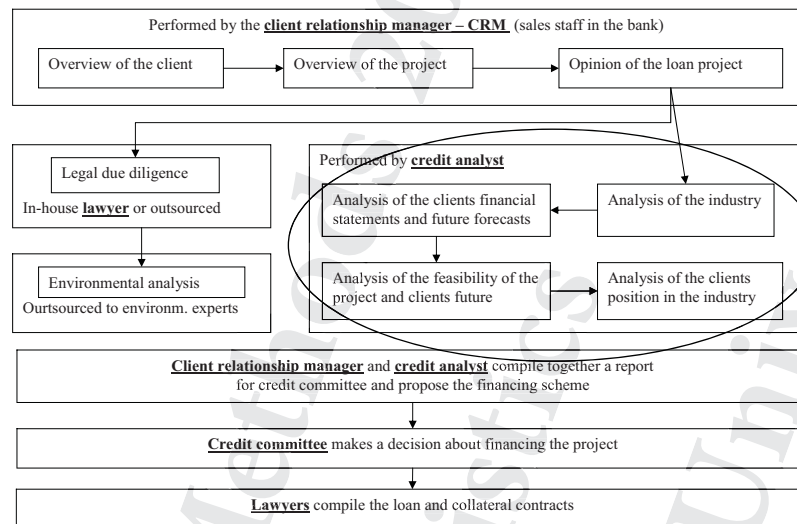 Performed by the client relationship manager – CRM (sales staff in the bank)
Overview of the client
Overview of the project
Opinion of the loan project
Legal due diligence
In-house lawyer or outsourced
Environmental analysis
Ourtsourced to environm. experts
Performed by credit analyst
Analysis of the clients financial
statements and future forecasts
Analysis of the industry
Analysis of the feasibility of the
project and clients future
Analysis of the clients
position in the industry
Client relationship manager and credit analyst compile together a report
for credit committee and propose the financing scheme
Credit committee makes a decision about financing the project
Lawyers compile the loan and collateral contracts
Methods 20
istics
Univ